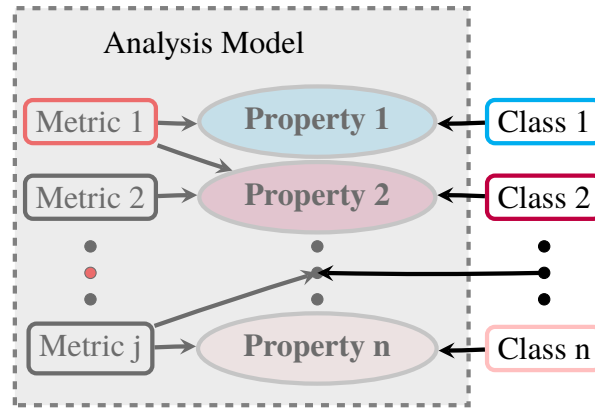 Analysis Model
Metric 1
Property 1
Class 1
Metric 2
Property 2
Class 2
Metric j
Property n
Class n